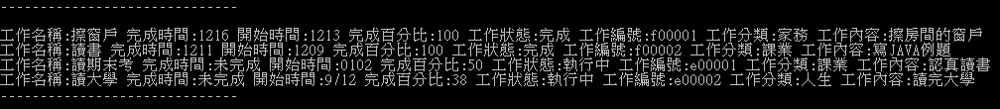 ------------------------------
工作名稱:擦窗戶 完成時間:1216 開始時間:1213 完成百分比:100 工作狀態:完成 工作編號:f00001 工作分類:家務 工作內容:擦房間的窗戶
工作名稱:讀書 完成時間:1211 開始時間:1209 完成百分比:100 工作狀態:完成 工作編號:f00002 工作分類:課業 工作內容:寫JAVA例題
工作名稱:讀期末考 完成時間:未完成 開始時間:0102 完成百分比:50 工作狀態:執行中 工作編號:e00001 工作分類:課業 工作內容:認真讀書
工作名稱:讀大學 完成時間:未完成 開始時間:9/12 完成百分比:38 工作狀態:執行中 工作編號:e00002 工作分類:人生 工作內容:讀完大學
------------------------------